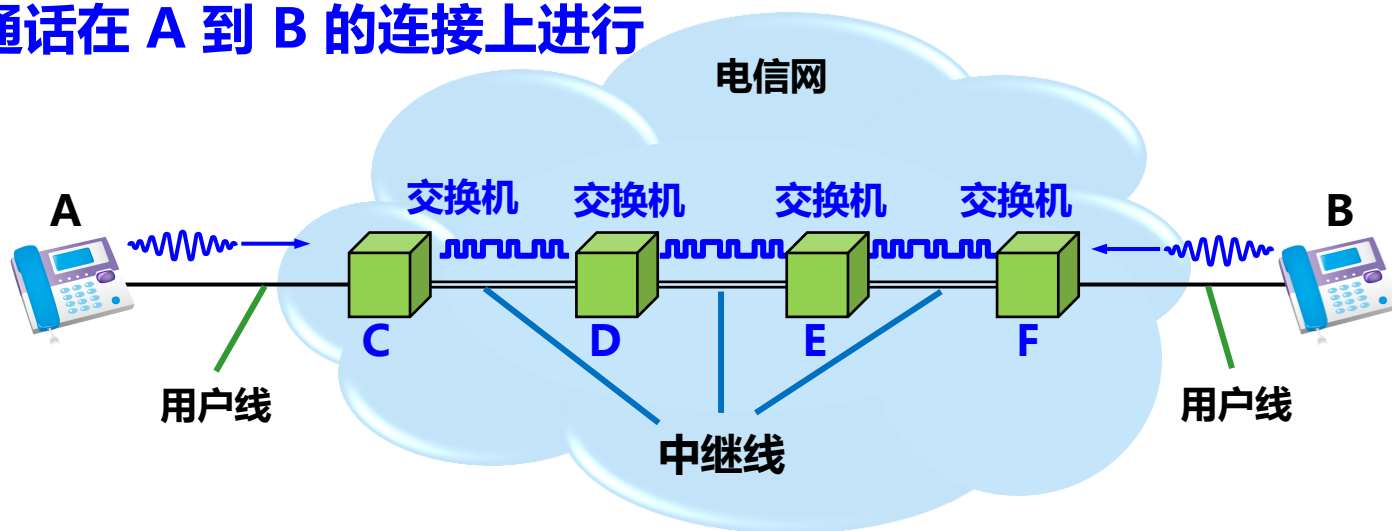 通话在 A 到 B 的连接上进行
电信网
A
交换机 交换机 交换机 交换机
B
C D E F
用户线
用户线
中继线